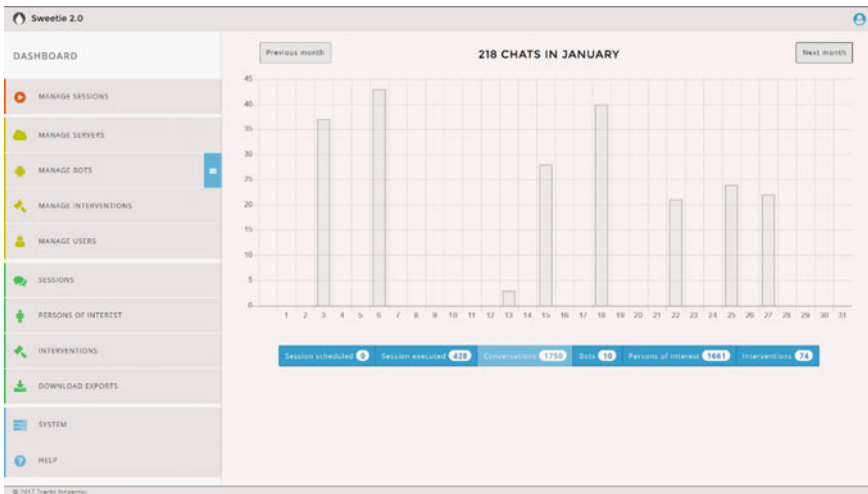 Sweetie 2.0
DASHBOARD
MANAGE SESSIONS
MANAGE SERVERS
MANAGE BOTS
MANAGE INTERVENTIONS
MANAGE USERS
SESSIONS
PERSONS OF INTEREST
INTERVENTIONS
DOWNLOAD EXPORTS
SYSTEM
HELP
Previous month 218 CHATS IN JANUARY Next month
45
40
35
30
25
20
15
10
5
0
1 2 3 4 5 6 7 8 9 10 11 12 13 14 15 16 17 18 19 20 21 22 23 24 25 26 27 28 29 30 31
Session scheduled 0 Session executed 428 Conversations 1750 Bots 10 Persons of interest 1661 Interventions 74
© 2017 Tracks Inspector